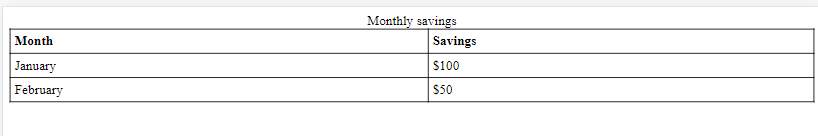 Monthly savings
Month Savings
January $100
February $50